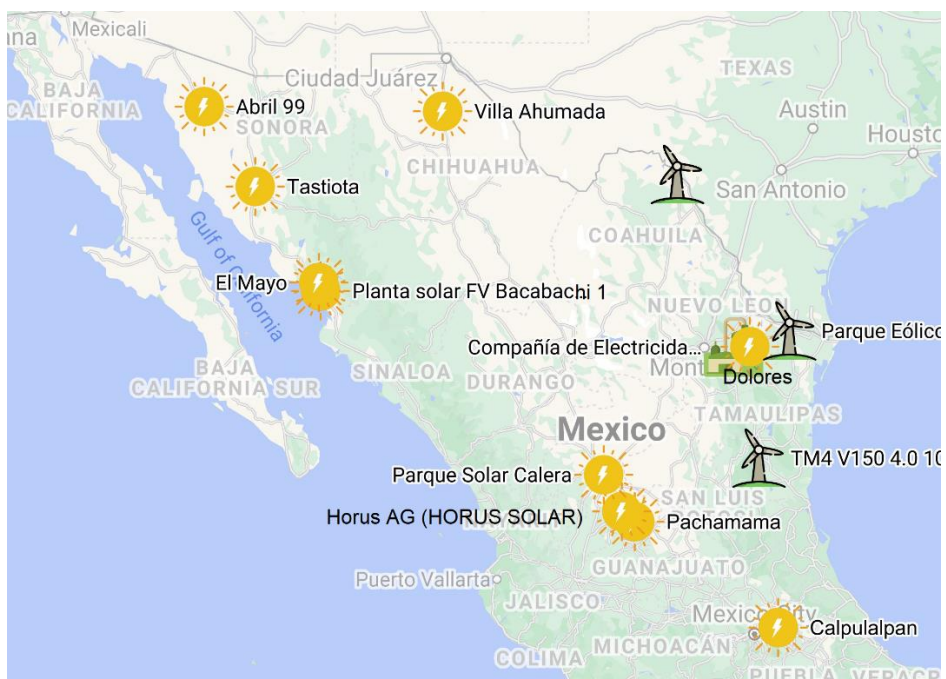 Mexicali
ana
BAJA
CALIFORNIA
Abril 99
SONORA
Ciudad Juárez
Villa Ahumada
CHIHUAHUA
TEXAS
Austin
Houston
San Antonio
Tastiota
Gulf of California
COAHUILA
El Mayo
Planta solar FV Bacabachi 1
NUEVO LEON
Parque Eólico
Compañía de Electricida...
Mont
Dolores
BAJA
CALIFORNIA SUR
SINALOA
DURANGO
TAMAULIPAS
Mexico
TM4 V150 4.0 10
Parque Solar Calera
SAN LUIS
Horus AG (HORUS SOLAR)
Pachamama
GUANAJUATO
Puerto Vallarta
JALISCO
Mexico City
Calpulalpan
MICHOACÁN
COLIMA
PUEBLA
VERACR